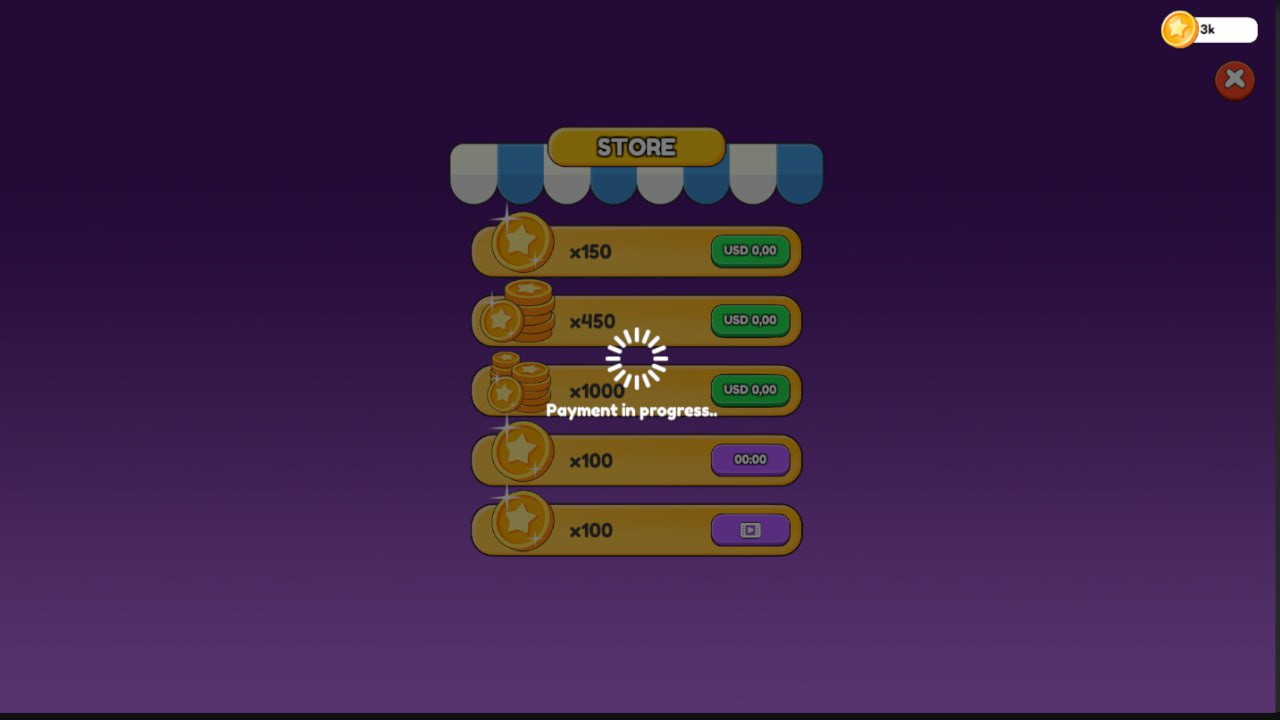 3k
STORE
x150
USD 0,00
x450
USD 0,00
x1000
USD 0,00
Payment in progress..
x100
00:00
x100